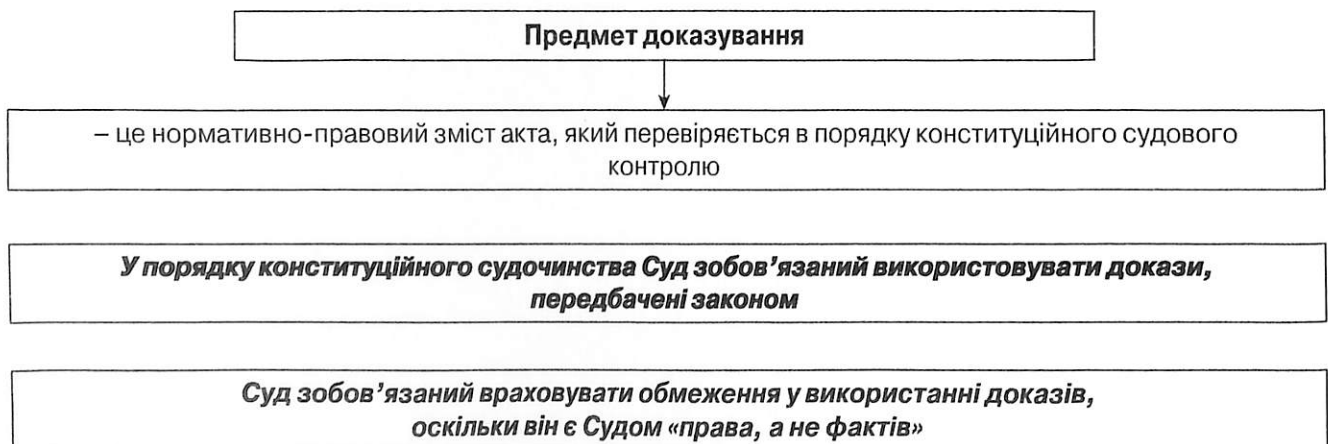 Предмет доказування
– це нормативно-правовий зміст акта, який перевіряється в порядку конституційного судового
контролю
У порядку конституційного судочинства Суд зобов’язаний використовувати докази,
передбачені законом
Суд зобов’язаний враховувати обмеження у використанні доказів,
оскільки він є Судом «права, а не фактів»